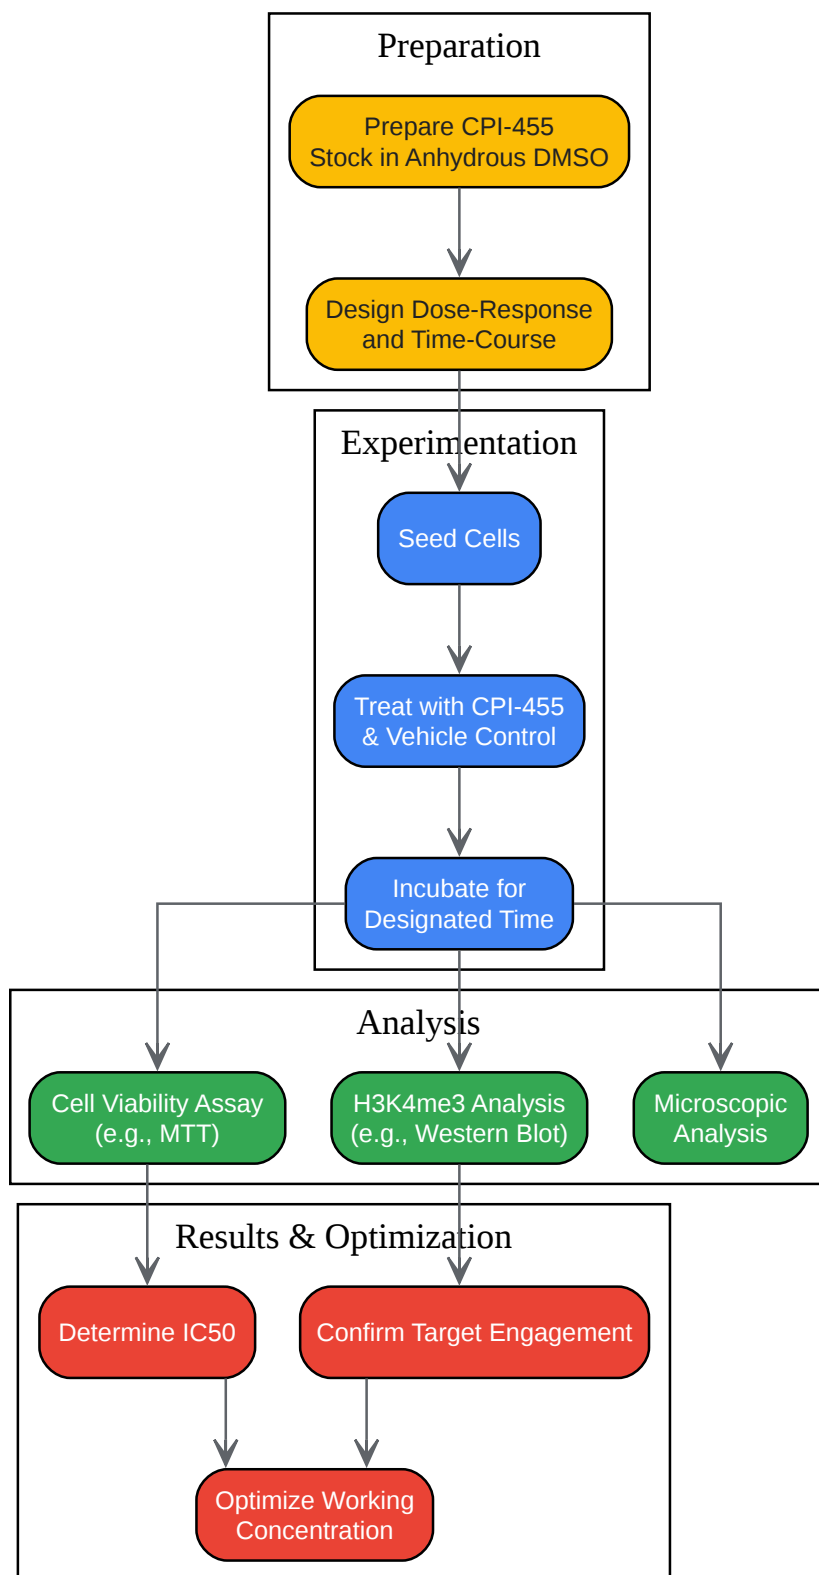 Preparation
Prepare CPI-455
Stock in Anhydrous DMSO
Design Dose-Response
and Time-Course
Experimentation
Seed Cells
Treat with CPI-455
& Vehicle Control
Incubate for
Designated Time
Analysis
Cell Viability Assay
(e.g., MTT)
H3K4me3 Analysis
(e.g., Western Blot)
Microscopic
Analysis
Results & Optimization
Determine IC50
Confirm Target Engagement
Optimize Working
Concentration